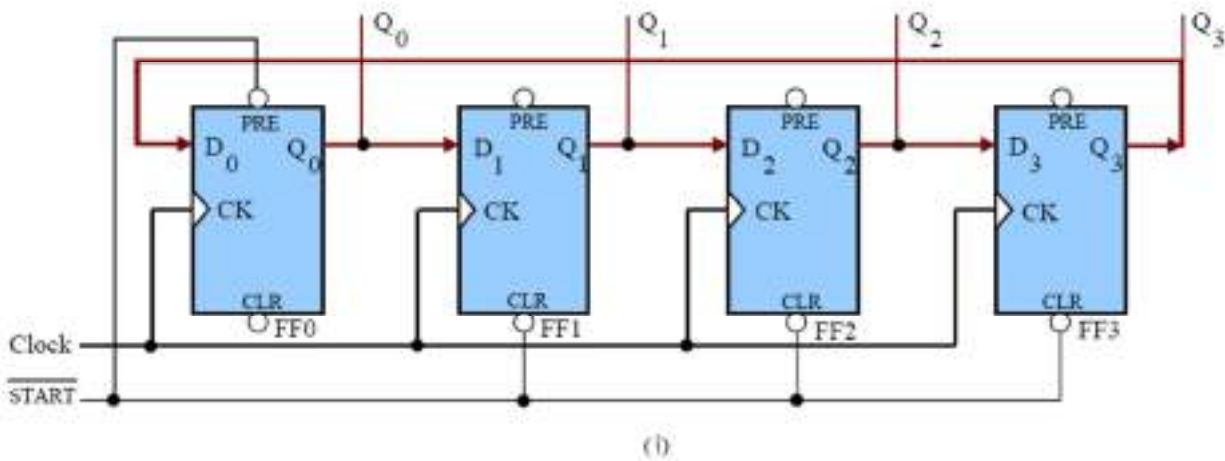 Q0 Q1 Q2 Q3
PRE PRE PRE PRE
D0 Q0 D1 Q1 D2 Q2 D3 Q3
CK CK CK CK
CLR CLR CLR CLR
FF0 FF1 FF2 FF3
Clock
START
(i)